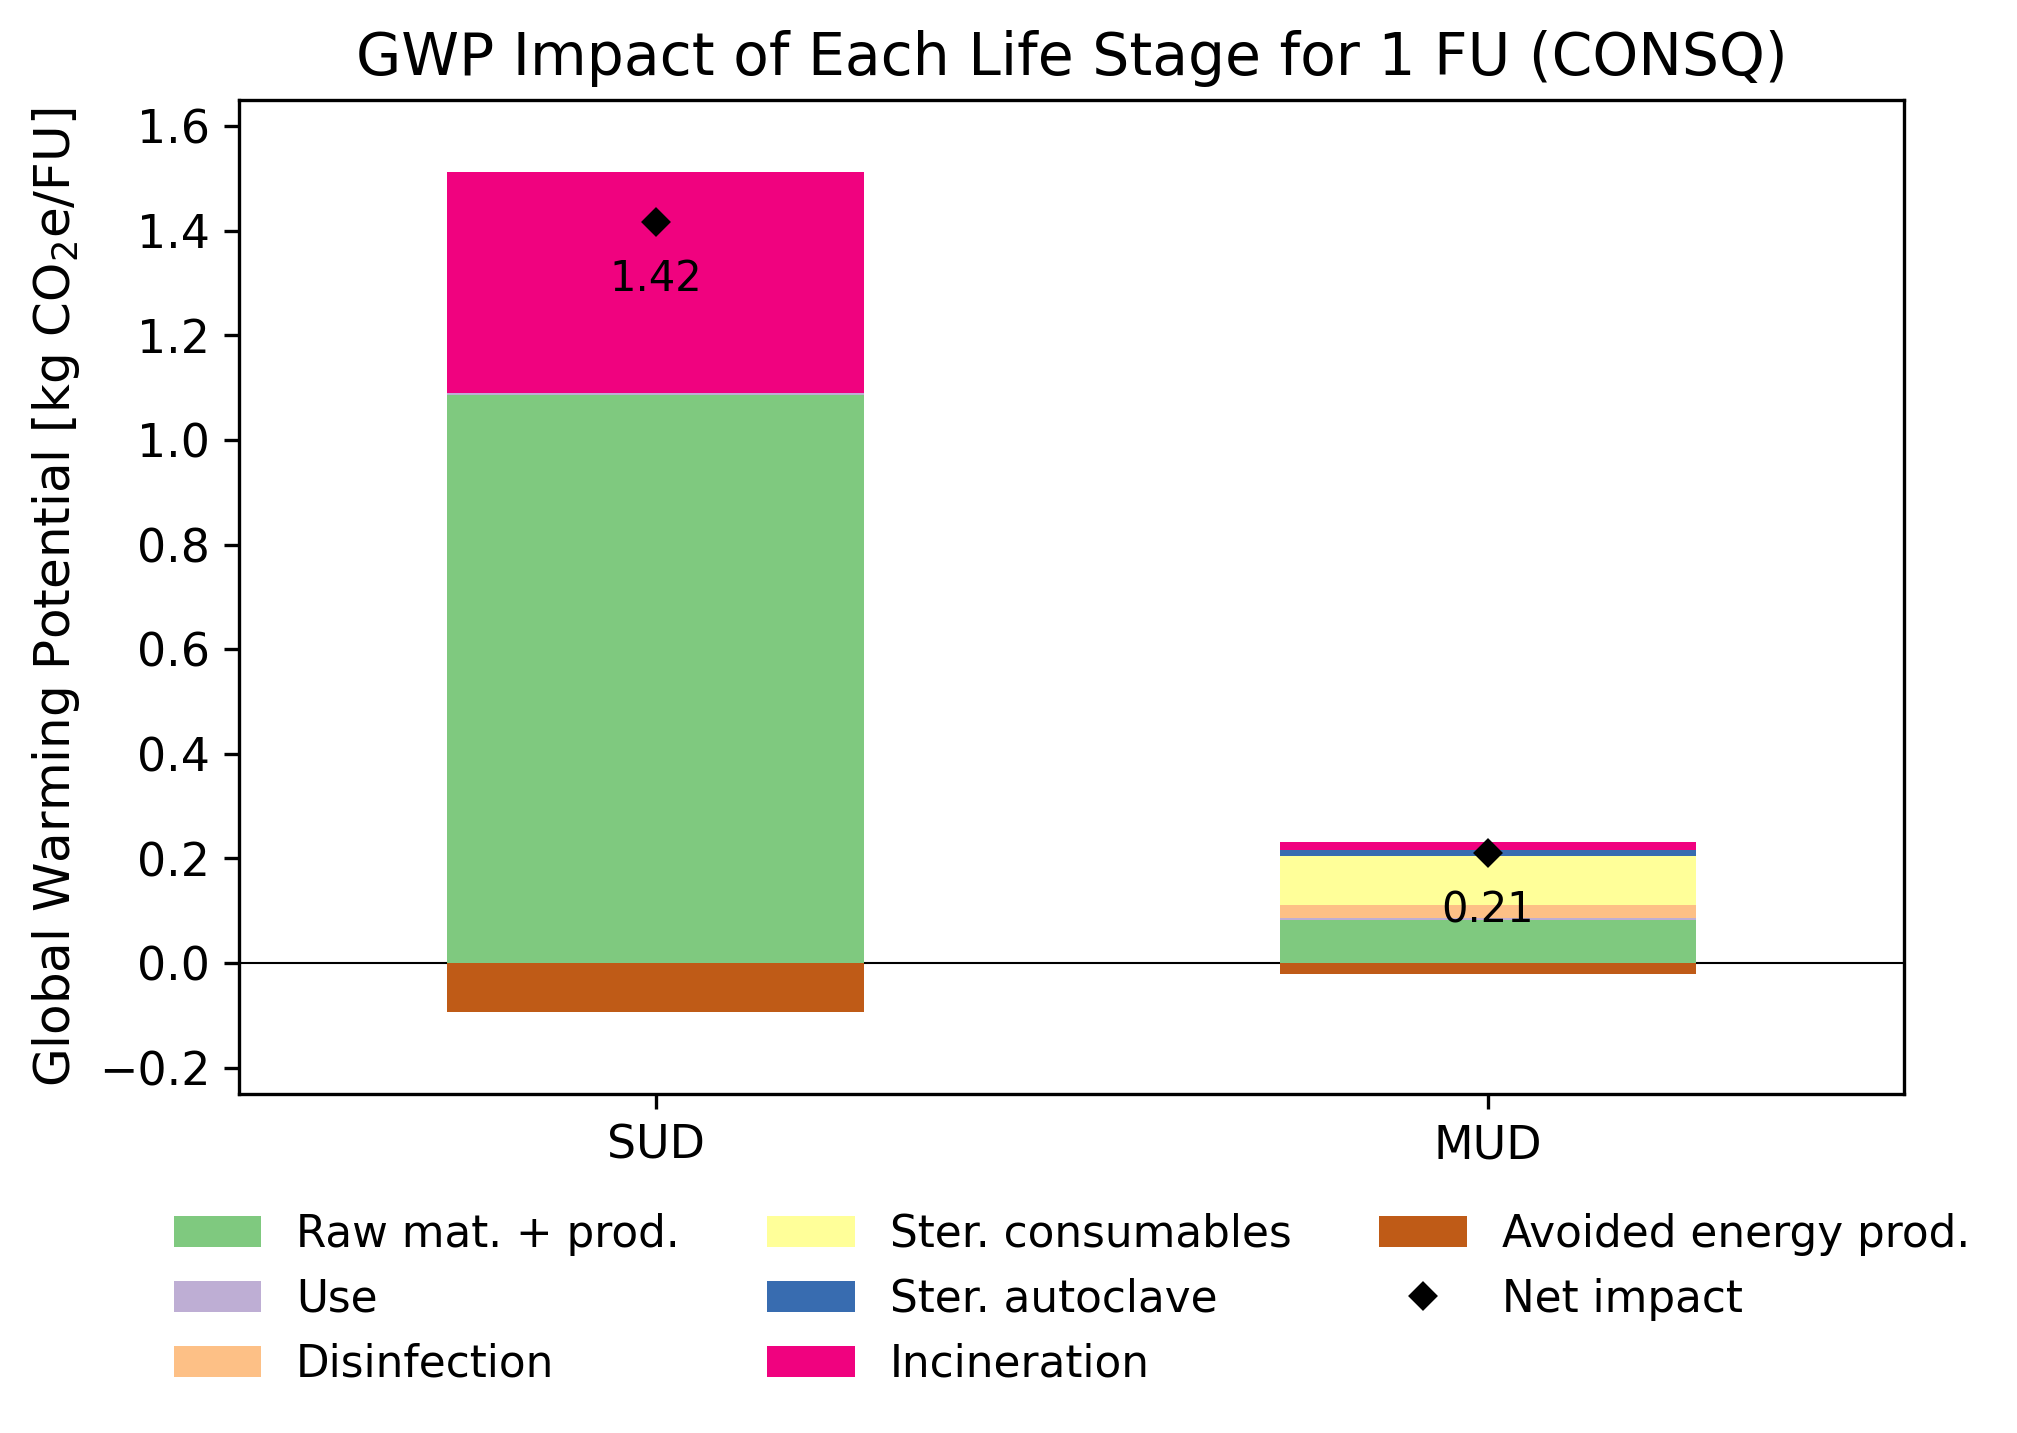 GWP Impact of Each Life Stage for 1 FU (CONSQ)
Global Warming Potential [kg CO₂e/FU]
1.6
1.4
1.2
1.0
0.8
0.6
0.4
0.2
0.0
−0.2
1.42
0.21
SUD
MUD
Raw mat. + prod.
Use
Disinfection
Ster. consumables
Ster. autoclave
Incineration
Avoided energy prod.
Net impact